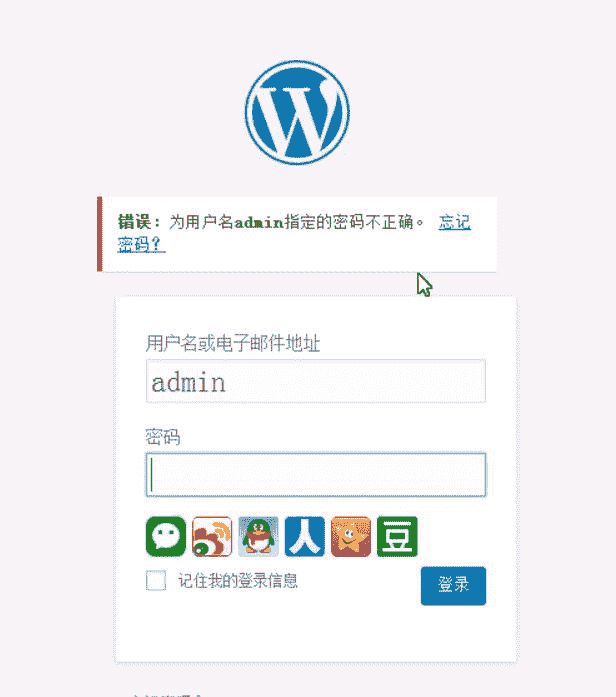 错误：为用户名admin指定的密码不正确。 忘记
密码？
用户名或电子邮件地址
admin
密码
记住我的登录信息
登录